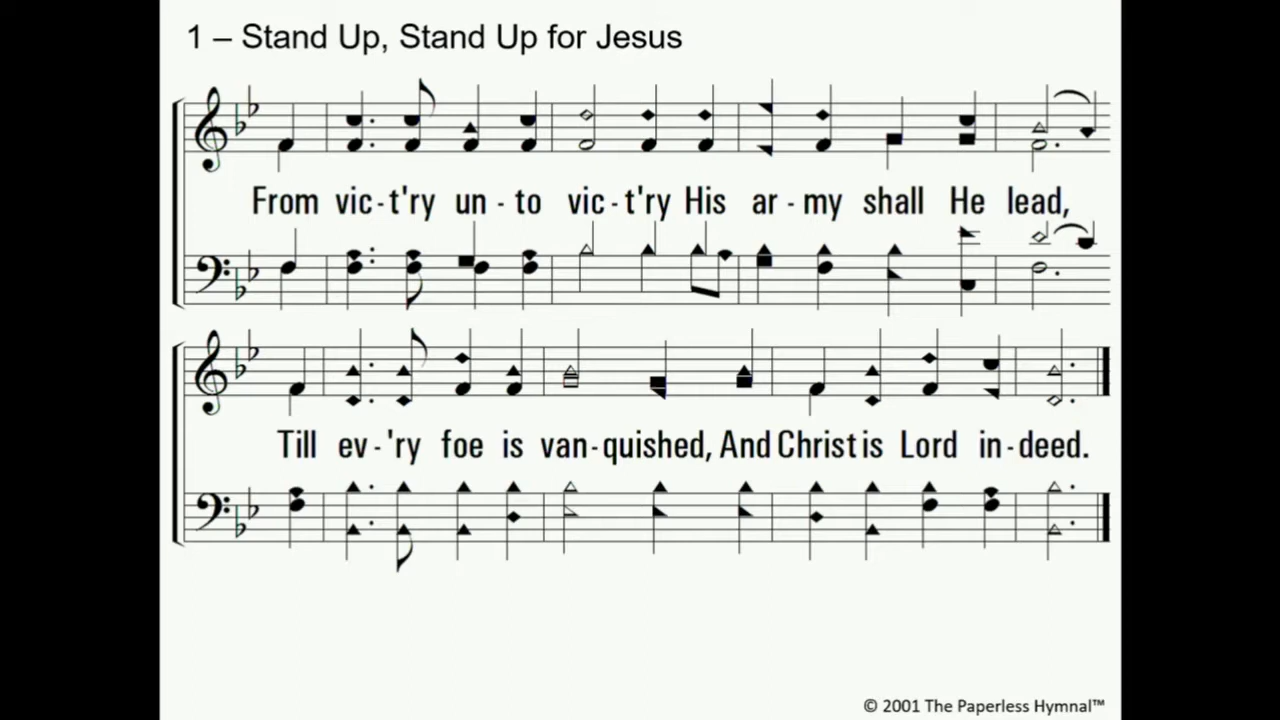 1 – Stand Up, Stand Up for Jesus
From vic-t'ry un-to vic-t'ry His ar-my shall He lead,
Till ev-'ry foe is van-quished, And Christ is Lord in-deed.
© 2001 The Paperless Hymnal™